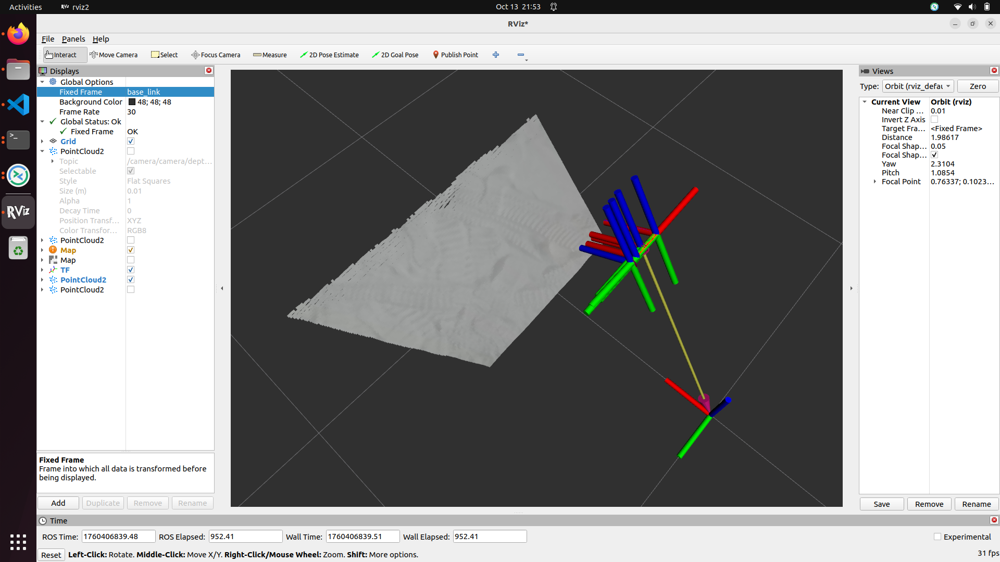 Activities
RViz rviz2
Oct 13 21:53
RViz*
File Panels Help
Interact Move Camera Select Focus Camera Measure 2D Pose Estimate 2D Goal Pose Publish Point
Displays
Global Options
Fixed Frame base_link
Background Color 48; 48; 48
Frame Rate 30
Global Status: Ok
Fixed Frame OK
Grid
PointCloud2
Topic /camera/camera/dept...
Selectable
Style Flat Squares
Size (m) 0.01
Alpha 1
Decay Time 0
Position Transf... XYZ
Color Transfor... RGB8
PointCloud2
Map
Map
TF
PointCloud2
PointCloud2
Fixed Frame
Frame into which all data is transformed before
being displayed.
Add Duplicate Remove Rename
Views
Type: Orbit (rviz_defau Zero
Current View Orbit (rviz)
Near Clip ... 0.01
Invert Z Axis
Target Fra... <Fixed Frame>
Distance 1.98617
Focal Shap... 0.05
Focal Shap...
Yaw 2.3104
Pitch 1.0854
Focal Point 0.76337; 0.1023...
Save Remove Rename
Time
ROS Time: 1760406839.48 ROS Elapsed: 952.41 Wall Time: 1760406839.51 Wall Elapsed: 952.41
Experimental
Reset Left-Click: Rotate. Middle-Click: Move X/Y. Right-Click/Mouse Wheel: Zoom. Shift: More options.
31 fps
RViz